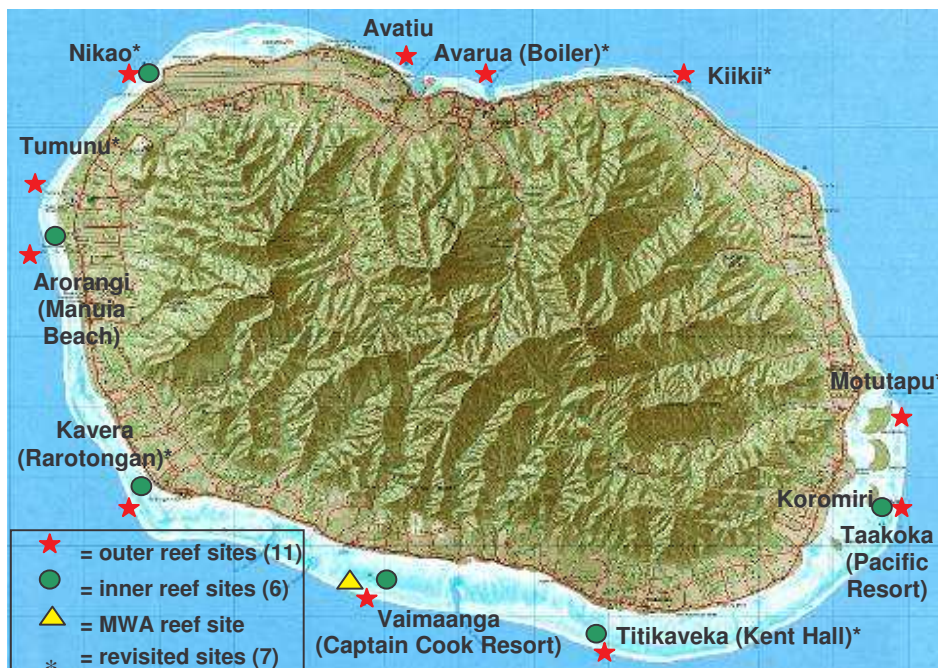 Avatiu
Nikao*
Avarua (Boiler)*
Kiikii*
Tumunu*
Arorangi
(Manuia
Beach)
Motutapu*
Kavera
(Rarotongan)*
Koromiri
Taakoka
(Pacific
Resort)
= outer reef sites (11)
= inner reef sites (6)
= MWA reef site
* = revisited sites (7)
Vaimaanga
(Captain Cook Resort)
Titikaveka (Kent Hall)*